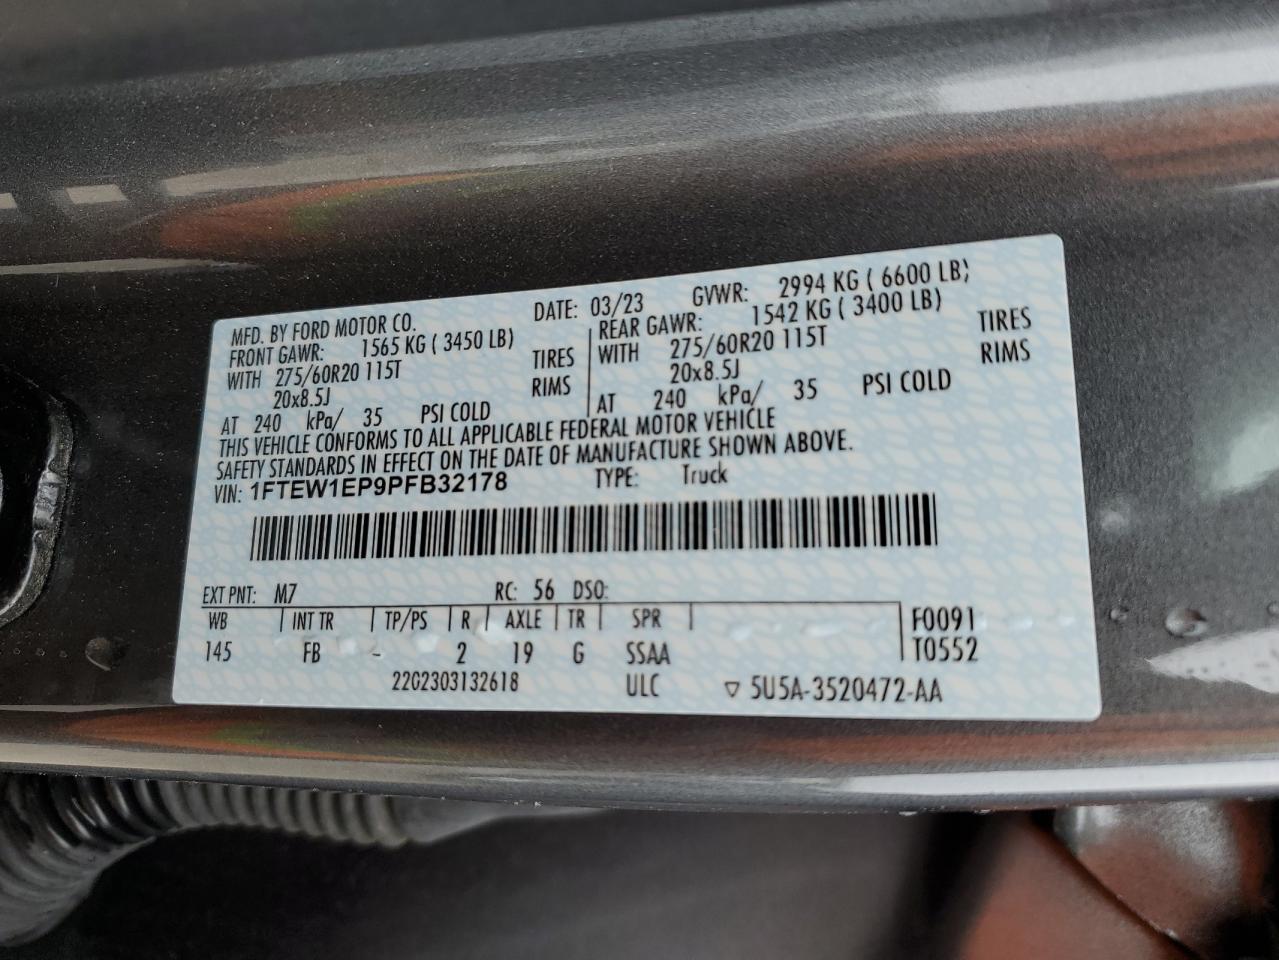 MFD. BY FORD MOTOR CO. DATE: 03/23 GVWR: 2994 KG ( 6600 LB)
FRONT GAWR: 1565 KG ( 3450 LB) REAR GAWR: 1542 KG ( 3400 LB)
WITH 275/60R20 115T TIRES WITH 275/60R20 115T TIRES
20x8.5J RIMS 20x8.5J RIMS
AT 240 kPa/ 35 PSI COLD AT 240 kPa/ 35 PSI COLD
THIS VEHICLE CONFORMS TO ALL APPLICABLE FEDERAL MOTOR VEHICLE
SAFETY STANDARDS IN EFFECT ON THE DATE OF MANUFACTURE SHOWN ABOVE.
VIN: 1FTEW1EP9PFB32178 TYPE: Truck
EXT PNT: M7 RC: 56 DSO:
WB INT TR TP/PS R AXLE TR SPR F0091
145 FB - 2 19 G SSAA T0552
22G2303132618 ULC ▽ 5U5A-3520472-AA